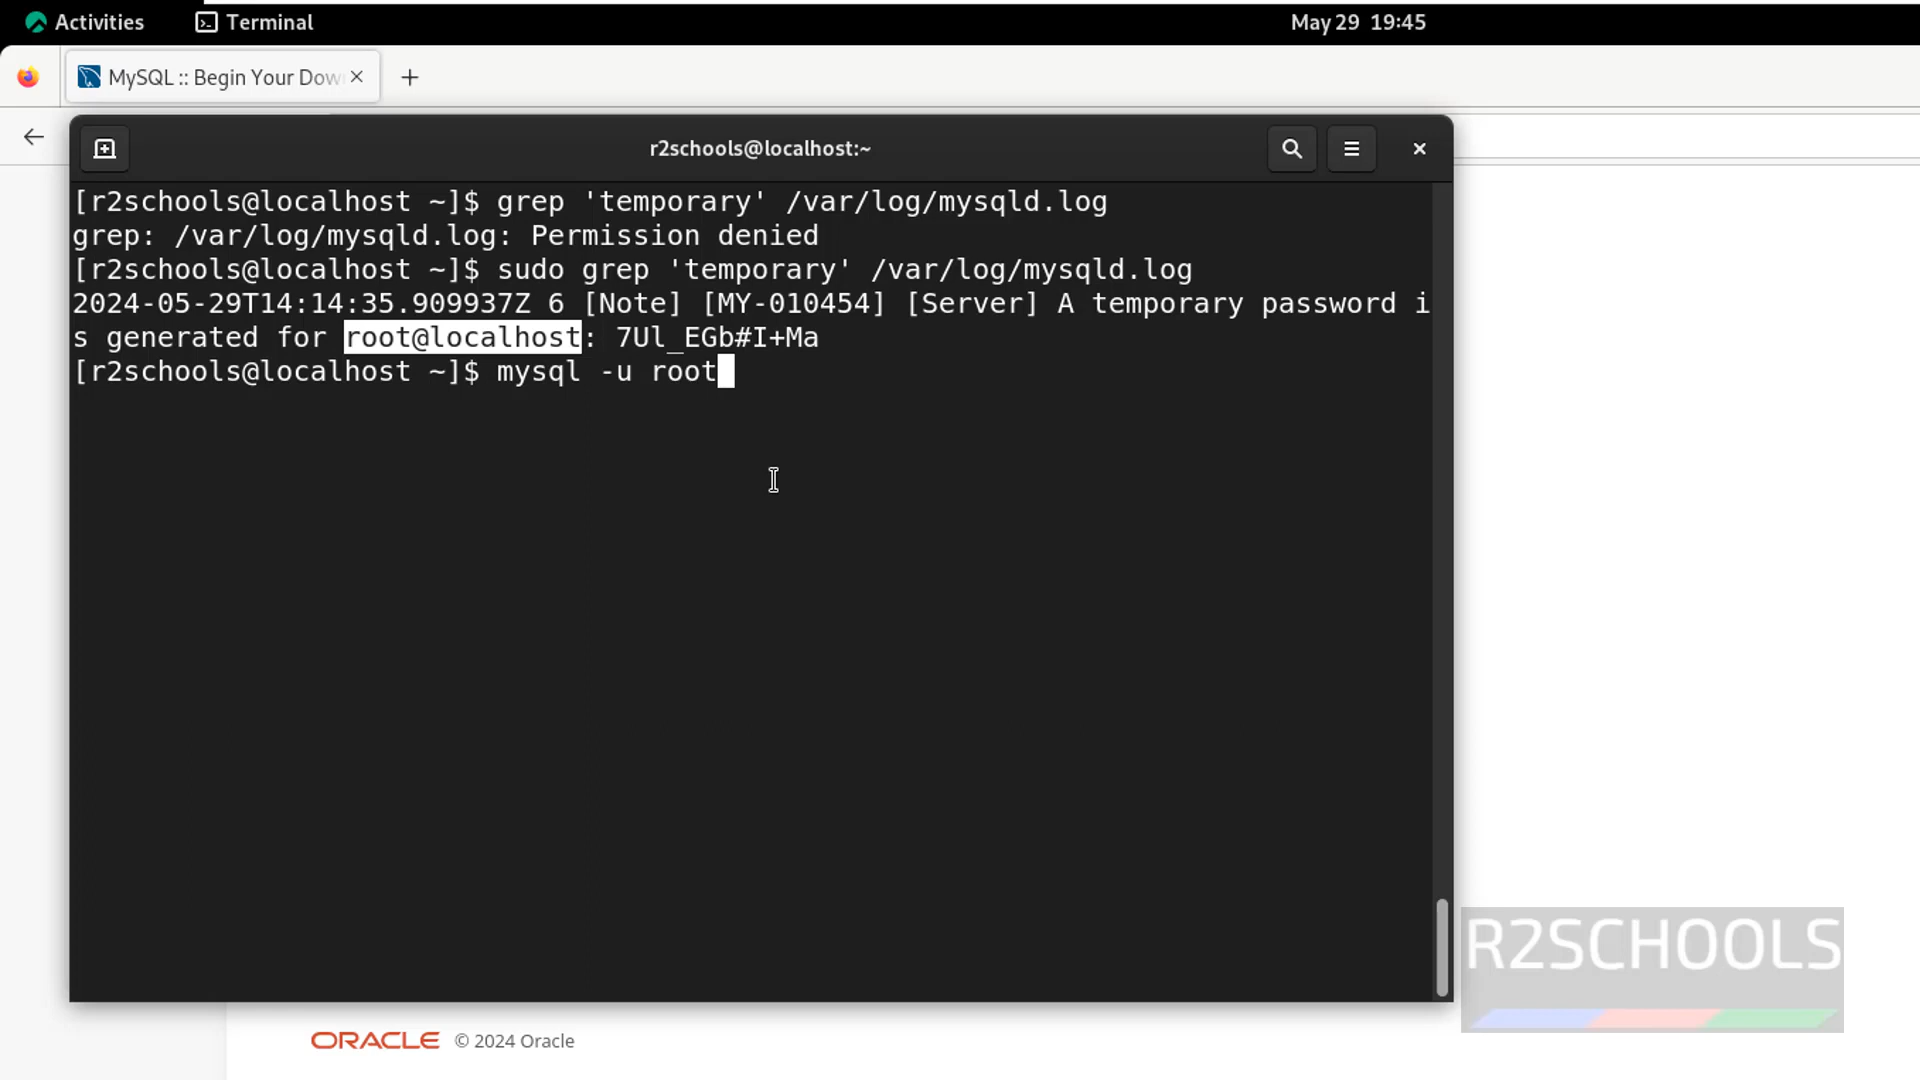 Activities Terminal May 29 19:45
MySQL :: Begin Your Dow
r2schools@localhost:~
[r2schools@localhost ~]$ grep 'temporary' /var/log/mysqld.log
grep: /var/log/mysqld.log: Permission denied
[r2schools@localhost ~]$ sudo grep 'temporary' /var/log/mysqld.log
2024-05-29T14:14:35.909937Z 6 [Note] [MY-010454] [Server] A temporary password i
s generated for root@localhost: 7Ul_EGb#I+Ma
[r2schools@localhost ~]$ mysql -u root
R2SCHOOLS
ORACLE © 2024 Oracle